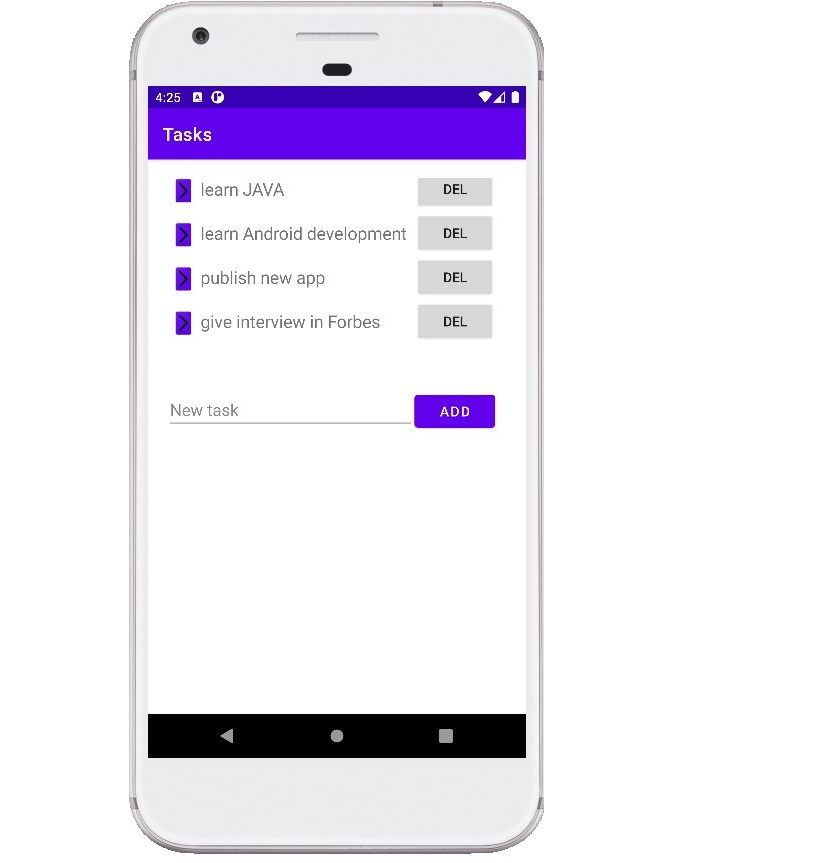 4:25
Tasks
learn JAVA DEL
learn Android development DEL
publish new app DEL
give interview in Forbes DEL
New task ADD